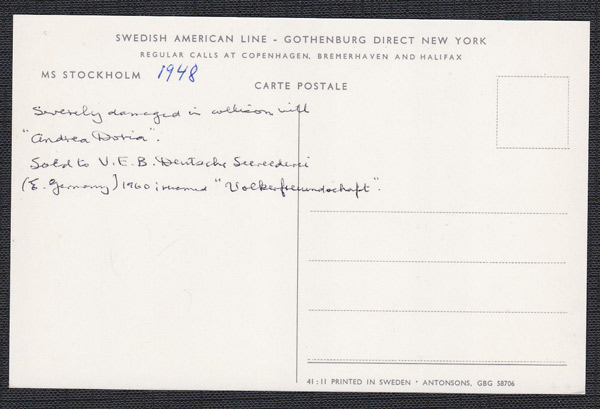 SWEDISH AMERICAN LINE - GOTHENBURG DIRECT NEW YORK
REGULAR CALLS AT COPENHAGEN, BREMERHAVEN AND HALIFAX
MS STOCKHOLM 1948
CARTE POSTALE
Severely damaged in collision with
"Andrea Doria".
Sold to V.E.B. Deutsche Seereederei
(E. Germany) 1960 & renamed "Volkerfreundschaft".
41:11 PRINTED IN SWEDEN • ANTONSONS, GBG 58706